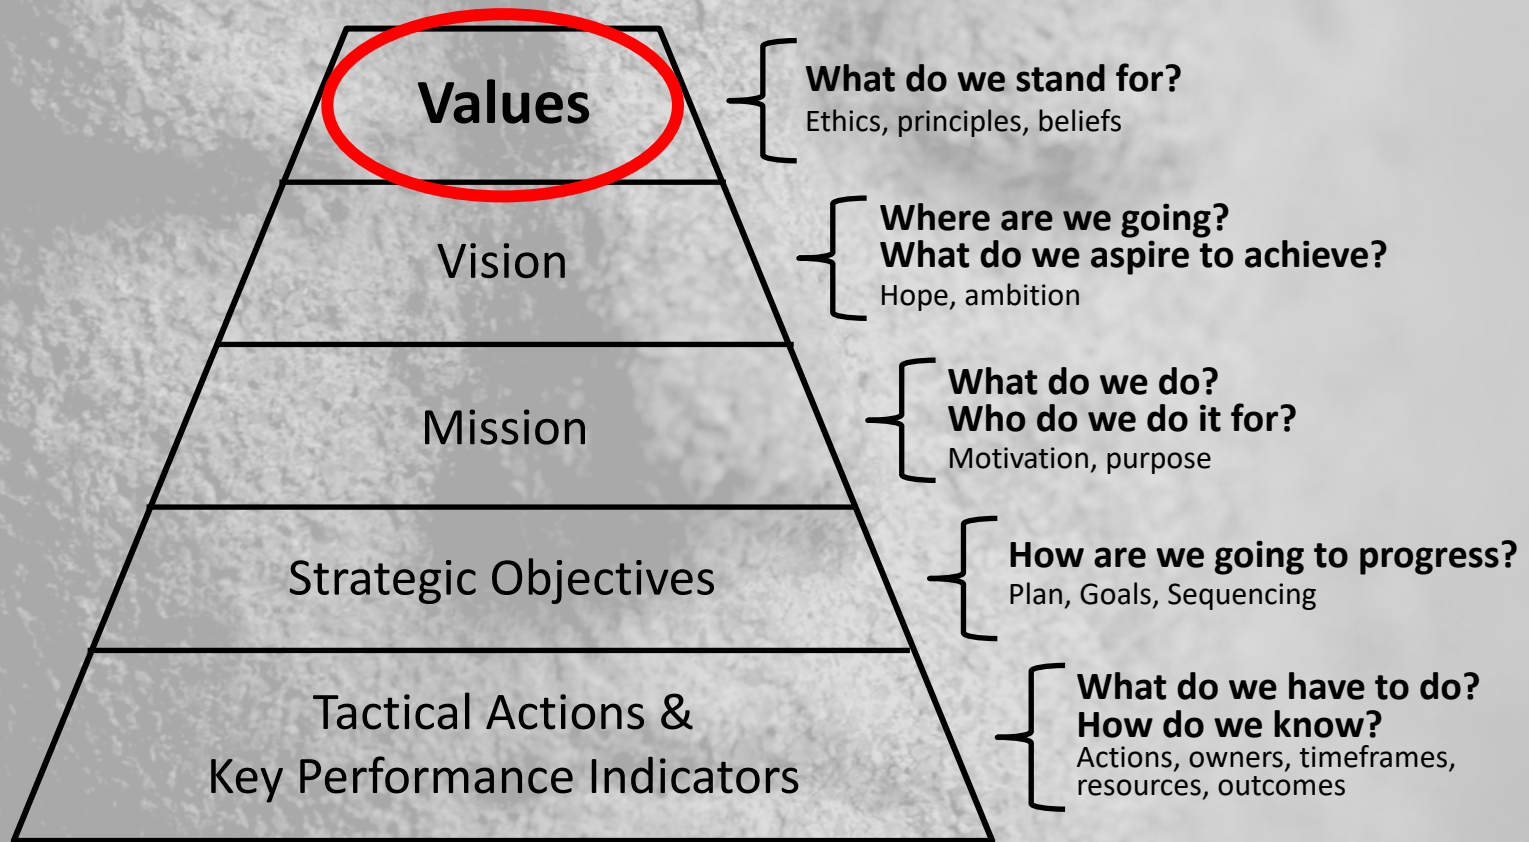 Values
What do we stand for?
Ethics, principles, beliefs
Vision
Where are we going?
What do we aspire to achieve?
Hope, ambition
Mission
What do we do?
Who do we do it for?
Motivation, purpose
Strategic Objectives
How are we going to progress?
Plan, Goals, Sequencing
Tactical Actions &
Key Performance Indicators
What do we have to do?
How do we know?
Actions, owners, timeframes,
resources, outcomes